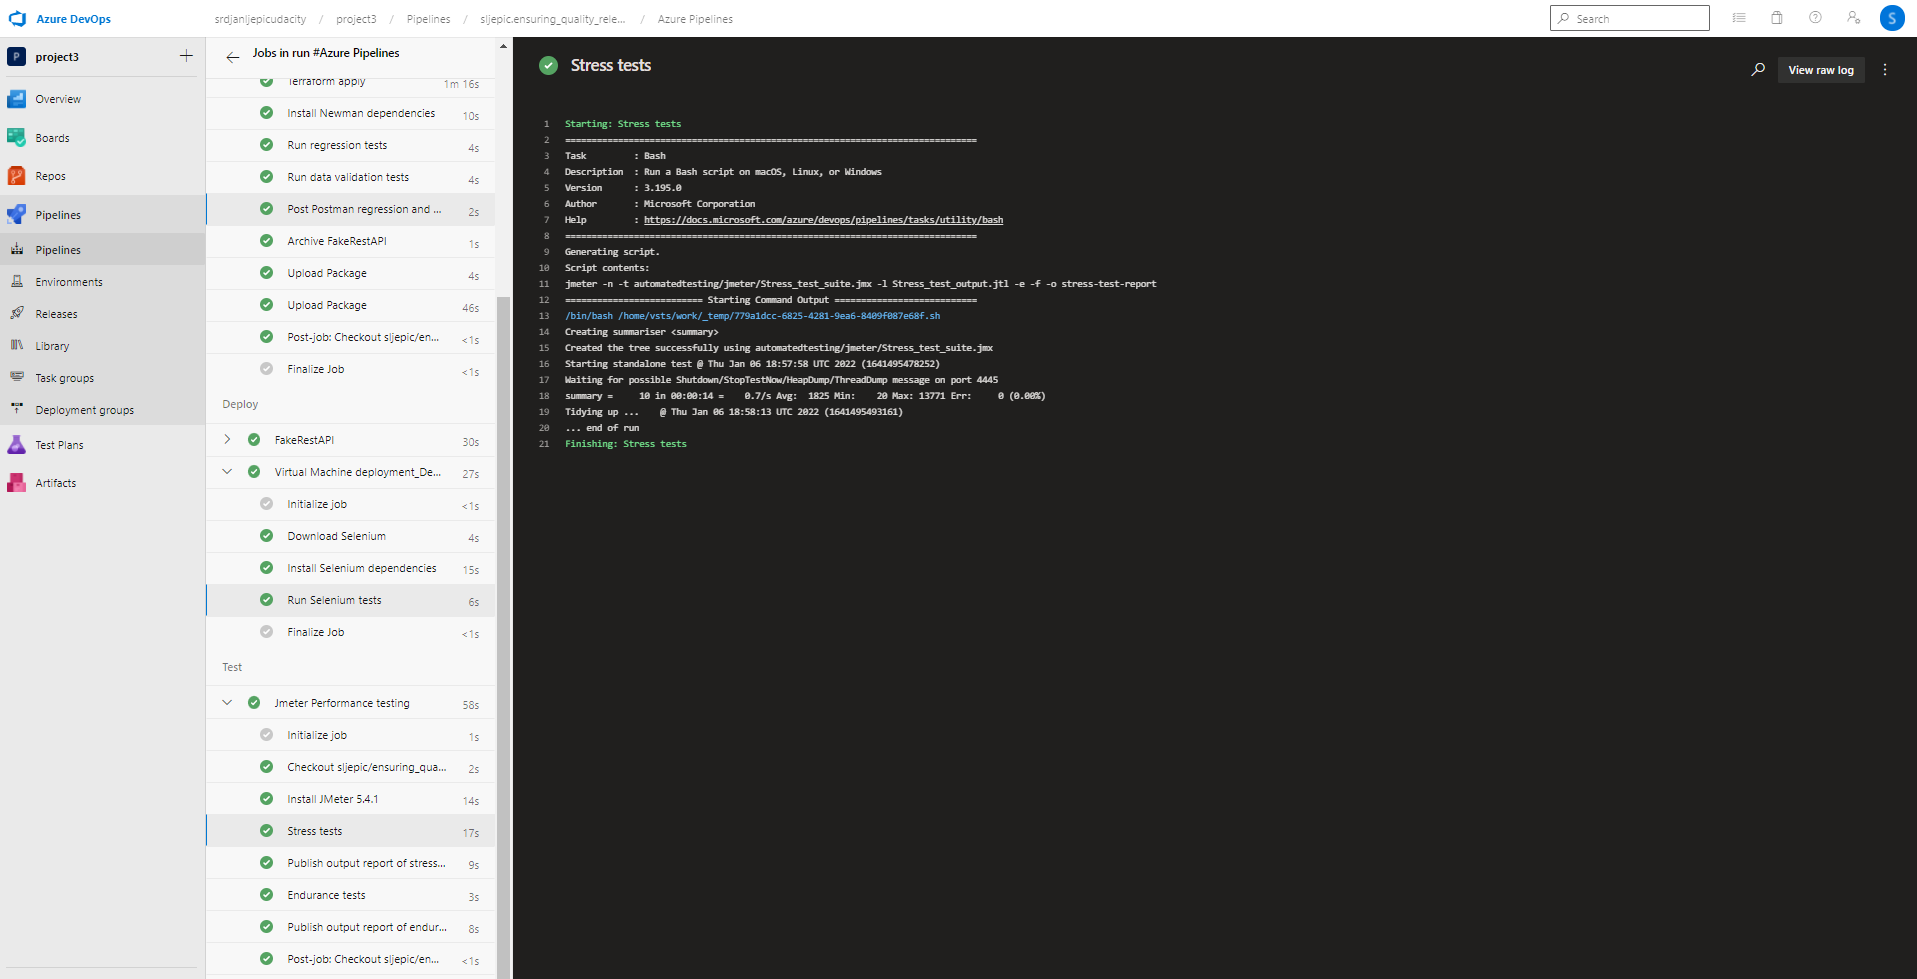 Azure DevOps
srdjanljepicudacity / project3 / Pipelines / sljepic.ensuring_quality_rele... / Azure Pipelines
Search
S
P project3
Overview
Boards
Repos
Pipelines
Pipelines
Environments
Releases
Library
Task groups
Deployment groups
Test Plans
Artifacts
Jobs in run #Azure Pipelines
Terraform apply 1m 16s
Install Newman dependencies 10s
Run regression tests 4s
Run data validation tests 4s
Post Postman regression and ... 2s
Archive FakeRestAPI 1s
Upload Package 4s
Upload Package 46s
Post-job: Checkout sljepic/en... <1s
Finalize Job <1s
Deploy
FakeRestAPI 30s
Virtual Machine deployment_De... 27s
Initialize job <1s
Download Selenium 4s
Install Selenium dependencies 15s
Run Selenium tests 6s
Finalize Job <1s
Test
Jmeter Performance testing 58s
Initialize job 1s
Checkout sljepic/ensuring_qua... 2s
Install JMeter 5.4.1 14s
Stress tests 17s
Publish output report of stress... 9s
Endurance tests 3s
Publish output report of endur... 8s
Post-job: Checkout sljepic/en... <1s
Stress tests
View raw log
1 Starting: Stress tests
2 ==============================================================================
3 Task : Bash
4 Description : Run a Bash script on macOS, Linux, or Windows
5 Version : 3.195.0
6 Author : Microsoft Corporation
7 Help : https://docs.microsoft.com/azure/devops/pipelines/tasks/utility/bash
8 ==============================================================================
9 Generating script.
10 Script contents:
11 jmeter -n -t automatedtesting/jmeter/Stress_test_suite.jmx -l Stress_test_output.jtl -e -f -o stress-test-report
12 ========================== Starting Command Output ===========================
13 /bin/bash /home/vsts/work/_temp/779a1dcc-6825-4281-9ea6-8409f087e68f.sh
14 Creating summariser <summary>
15 Created the tree successfully using automatedtesting/jmeter/Stress_test_suite.jmx
16 Starting standalone test @ Thu Jan 06 18:57:58 UTC 2022 (1641495478252)
17 Waiting for possible Shutdown/StopTestNow/HeapDump/ThreadDump message on port 4445
18 summary = 10 in 00:00:14 = 0.7/s Avg: 1825 Min: 20 Max: 13771 Err: 0 (0.00%)
19 Tidying up ... @ Thu Jan 06 18:58:13 UTC 2022 (1641495493161)
20 ... end of run
21 Finishing: Stress tests